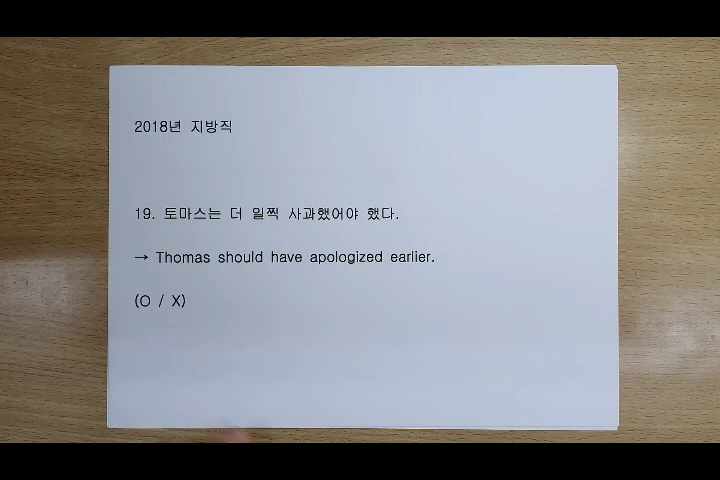 2018년 지방직
19. 토마스는 더 일찍 사과했어야 했다.
→ Thomas should have apologized earlier.
(O / X)